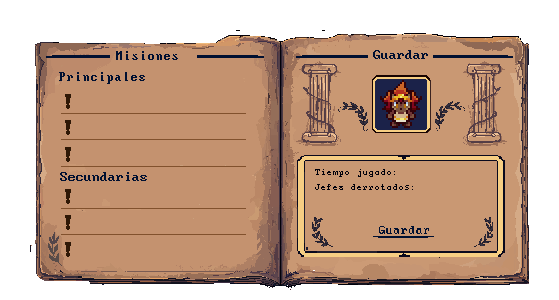 Misiones
Principales
!
!
!
Secundarias
!
!
!
Guardar
Tiempo jugado:
Jefes derrotados:
Guardar